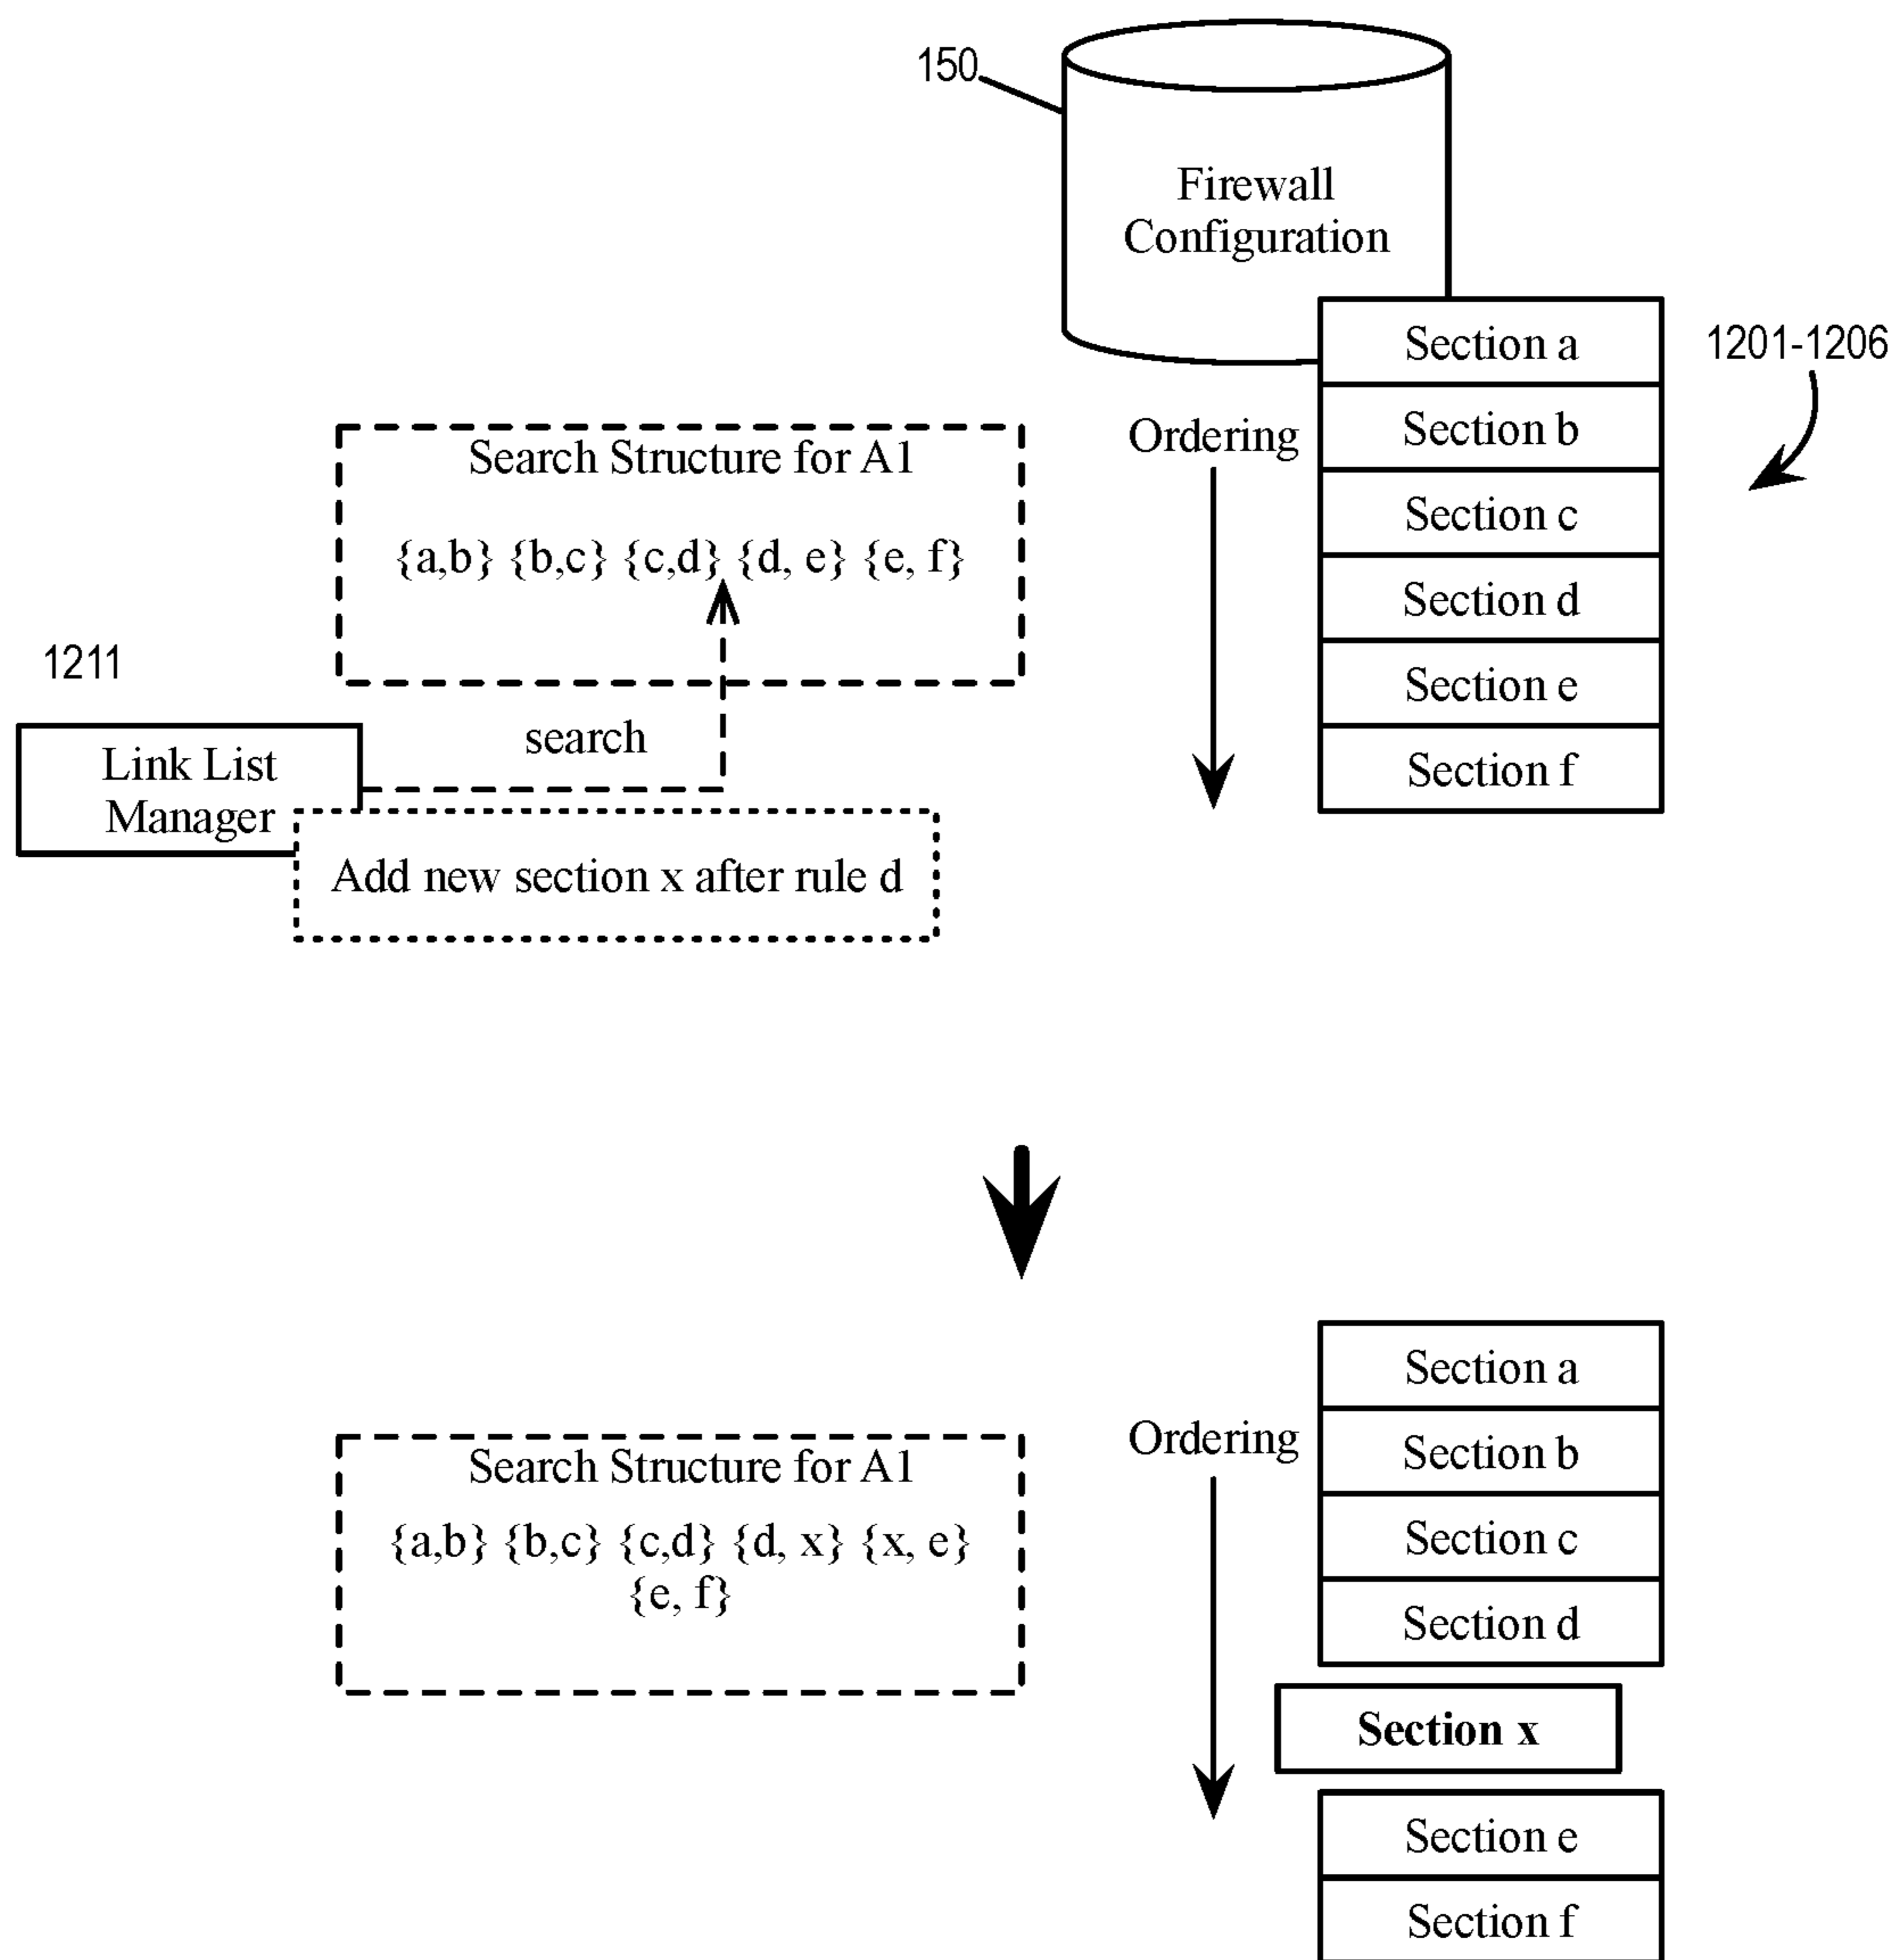 150
Firewall
Configuration
Section a
1201-1206
Section b
Ordering
Search Structure for A1
Section c
{a,b} {b,c} {c,d} {d, e} {e, f}
Section d
1211
Section e
search
Link List
Manager
Section f
Add new section x after rule d
Section a
Ordering
Section b
Search Structure for A1
{a,b} {b,c} {c,d} {d, x} {x, e}
{e, f}
Section c
Section d
Section x
Section e
Section f